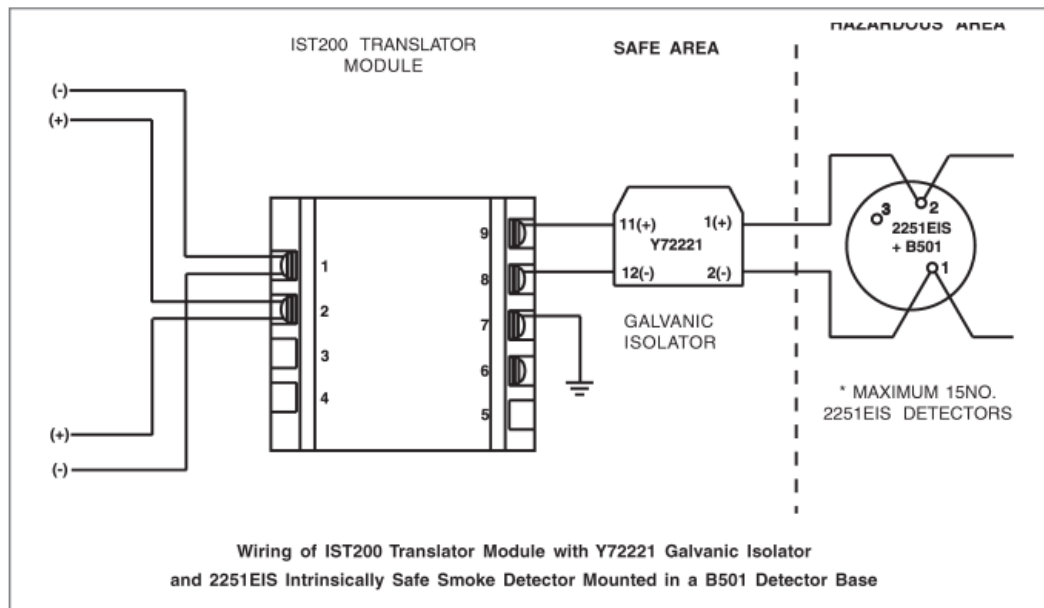 IST200 TRANSLATOR
MODULE
SAFE AREA
HAZARDOUS AREA
(-)
(+)
(+)
(-)
1
2
3
4
9
8
7
6
5
11(+) 1(+)
Y72221
12(-) 2(-)
GALVANIC
ISOLATOR
3
2
2251EIS
+ B501
1
* MAXIMUM 15NO.
2251EIS DETECTORS
Wiring of IST200 Translator Module with Y72221 Galvanic Isolator
and 2251EIS Intrinsically Safe Smoke Detector Mounted in a B501 Detector Base